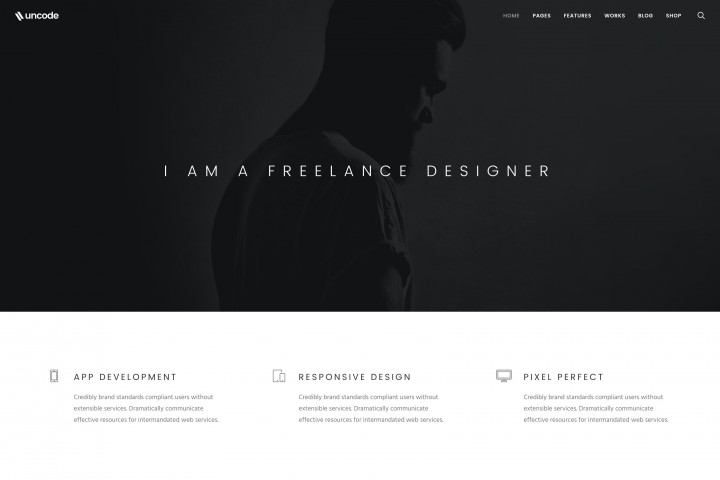 uncode
HOME PAGES FEATURES WORKS BLOG SHOP
I AM A FREELANCE DESIGNER
APP DEVELOPMENT
Credibly brand standards compliant users without
extensible services. Dramatically communicate
effective resources for intermandated web services.
RESPONSIVE DESIGN
Credibly brand standards compliant users without
extensible services. Dramatically communicate
effective resources for intermandated web services.
PIXEL PERFECT
Credibly brand standards compliant users without
extensible services. Dramatically communicate
effective resources for intermandated web services.